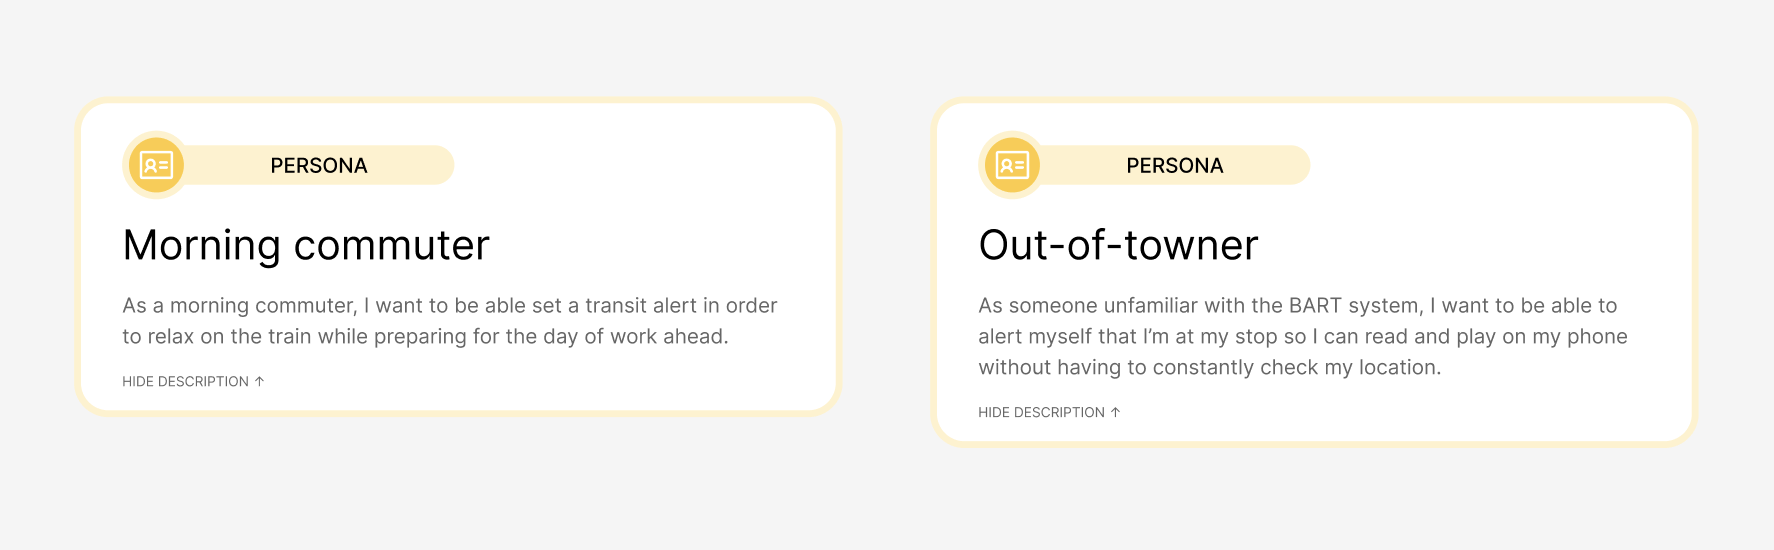 PERSONA
Morning commuter
As a morning commuter, I want to be able set a transit alert in order
to relax on the train while preparing for the day of work ahead.
HIDE DESCRIPTION ↑
PERSONA
Out-of-towner
As someone unfamiliar with the BART system, I want to be able to
alert myself that I’m at my stop so I can read and play on my phone
without having to constantly check my location.
HIDE DESCRIPTION ↑